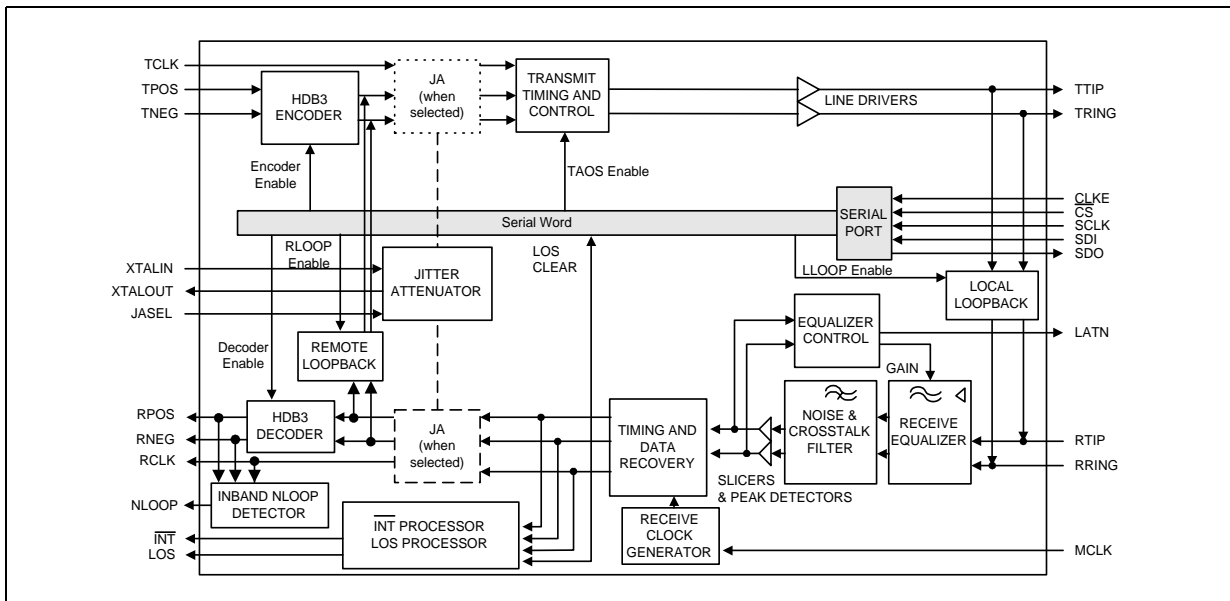 TCLK
TPOS
TNEG
HDB3
ENCODER
JA
(when
selected)
TRANSMIT
TIMING AND
CONTROL
LINE DRIVERS
TTIP
TRING
Encoder
Enable
TAOS Enable
Serial Word
SERIAL
PORT
CLKE
CS
SCLK
SDI
SDO
RLOOP
Enable
LOS
CLEAR
LLOOP Enable
XTALIN
XTALOUT
JASEL
JITTER
ATTENUATOR
LOCAL
LOOPBACK
EQUALIZER
CONTROL
LATN
Decoder
Enable
REMOTE
LOOPBACK
GAIN
RPOS
RNEG
RCLK
HDB3
DECODER
JA
(when
selected)
TIMING AND
DATA
RECOVERY
NOISE &
CROSSTALK
FILTER
RECEIVE
EQUALIZER
RTIP
RRING
SLICERS
& PEAK DETECTORS
NLOOP
INBAND NLOOP
DETECTOR
INT
LOS
INT PROCESSOR
LOS PROCESSOR
RECEIVE
CLOCK
GENERATOR
MCLK